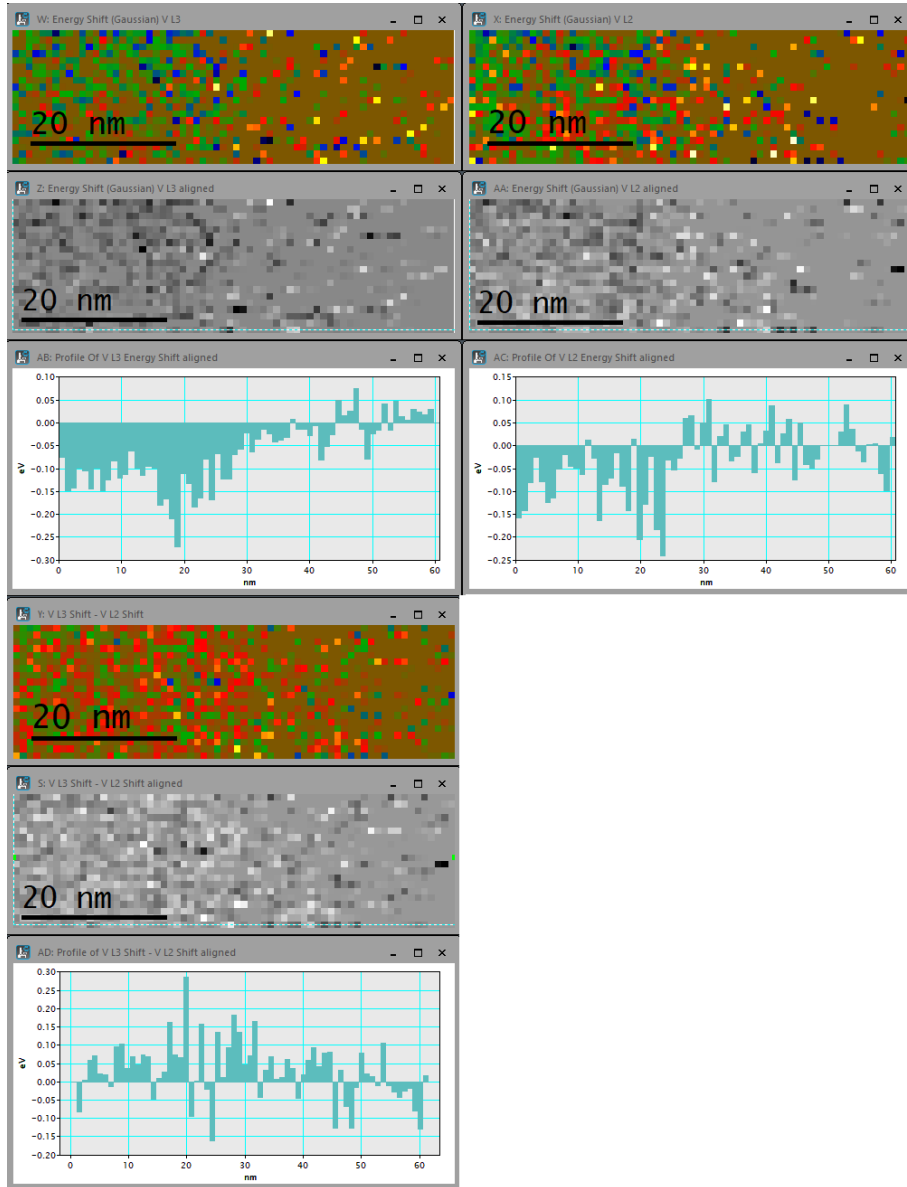 W: Energy Shift (Gaussian) V L3
X: Energy Shift (Gaussian) V L2
20 nm
20 nm
Z: Energy Shift (Gaussian) V L3 aligned
AA: Energy Shift (Gaussian) V L2 aligned
20 nm
20 nm
AB: Profile Of V L3 Energy Shift aligned
0.10
0.05
0.00
−0.05
−0.10
−0.15
−0.20
−0.25
−0.30
eV
0 10 20 30 40 50 60
nm
AC: Profile Of V L2 Energy Shift aligned
0.15
0.10
0.05
0.00
−0.05
−0.10
−0.15
−0.20
−0.25
eV
0 10 20 30 40 50 60
nm
Y: V L3 Shift - V L2 Shift
20 nm
S: V L3 Shift - V L2 Shift aligned
20 nm
AD: Profile of V L3 Shift - V L2 Shift aligned
0.30
0.25
0.20
0.15
0.10
0.05
0.00
−0.05
−0.10
−0.15
−0.20
eV
0 10 20 30 40 50 60
nm